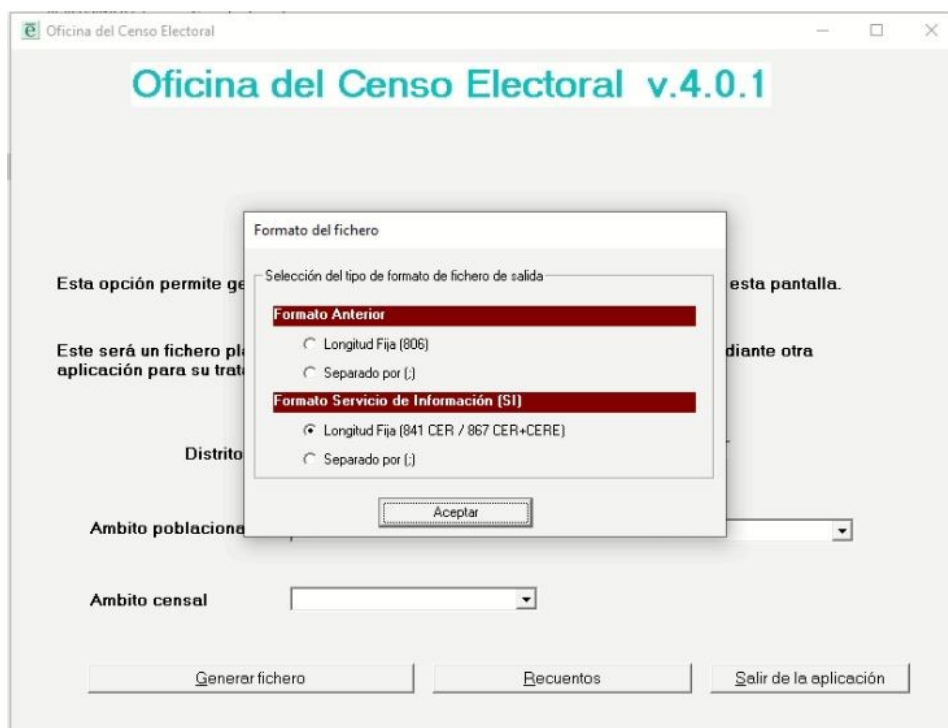 Oficina del Censo Electoral
Oficina del Censo Electoral v.4.0.1
Formato del fichero
Selección del tipo de formato de fichero de salida
Esta opción permite ge
esta pantalla.
Formato Anterior
Longitud Fija (806)
Este será un fichero pla
diante otra
aplicación para su trata
Separado por (;)
Formato Servicio de Información (SI)
Longitud Fija (841 CER / 867 CER+CERE)
Distrito
Separado por (;)
Aceptar
Ambito poblaciona
Ambito censal
Generar fichero
Recuentos
Salir de la aplicación